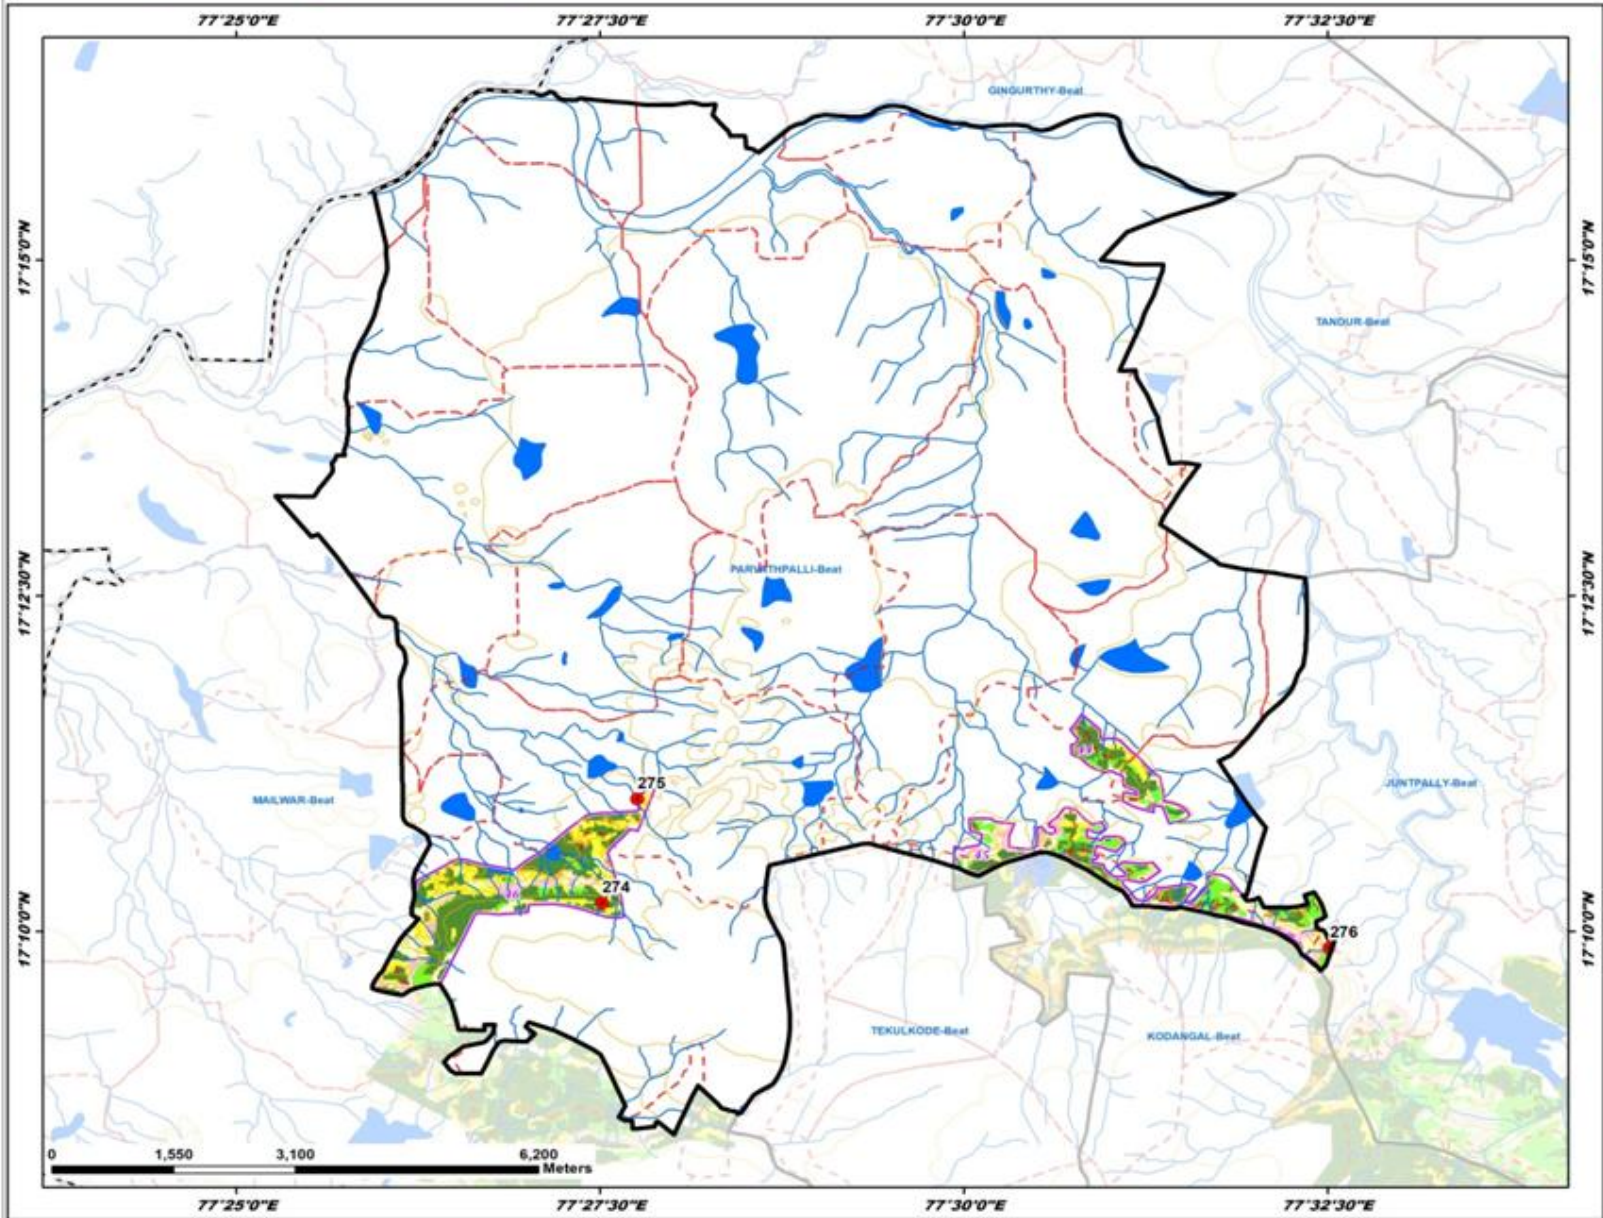 77°25'0"E 77°27'30"E 77°30'0"E 77°32'30"E
GINGURTHY-Beat
17°15'0"N 17°15'0"N
TANDUR-Beat
PARVATHPALLI-Beat
17°12'30"N 17°12'30"N
44
275
MAILWAR-Beat
JUNTPALLY-Beat
45
46
274
276
17°10'0"N 17°10'0"N
TEKULKODE-Beat
KODANGAL-Beat
0 1,550 3,100 6,200
Meters
77°25'0"E 77°27'30"E 77°30'0"E 77°32'30"E